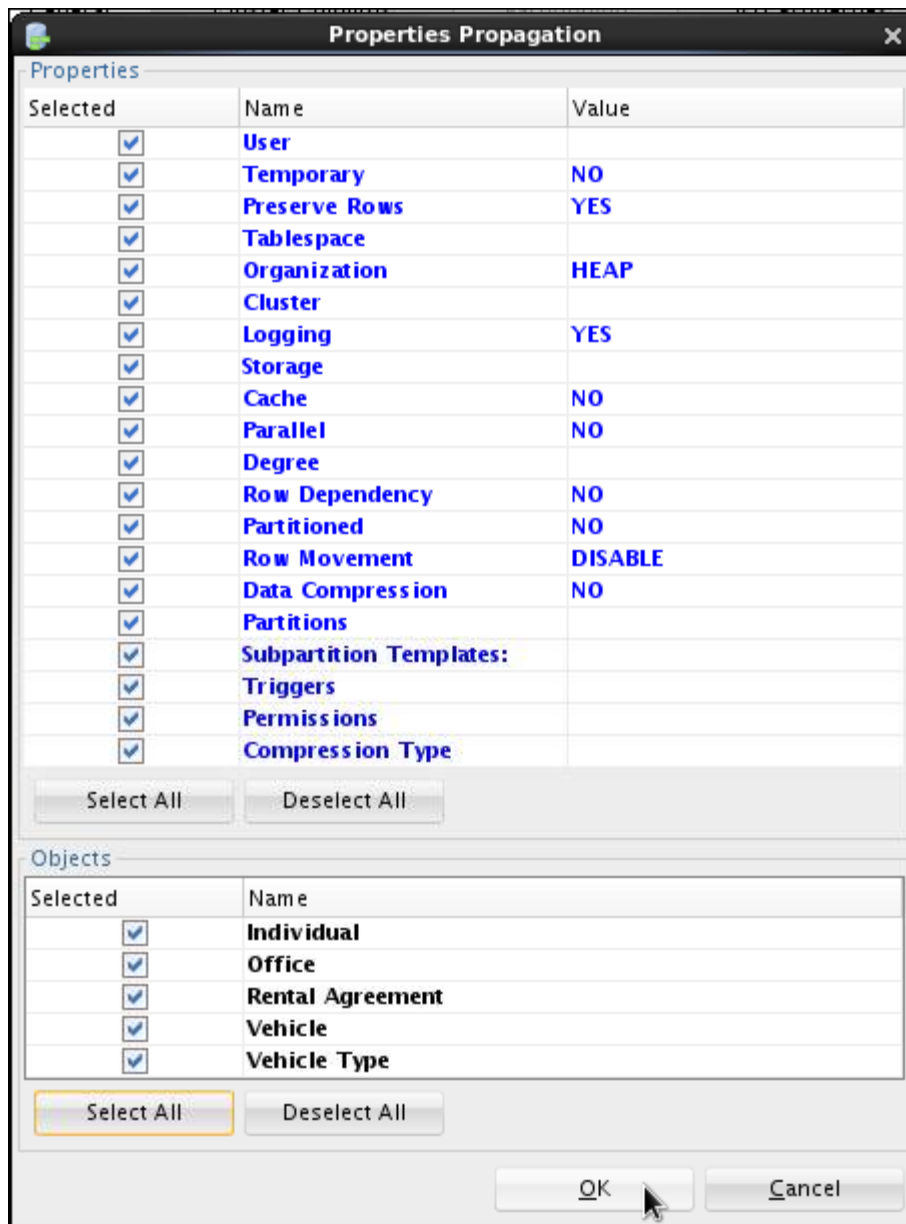 Properties Propagation
Properties
Selected Name Value
User
Temporary NO
Preserve Rows YES
Tablespace
Organization HEAP
Cluster
Logging YES
Storage
Cache NO
Parallel NO
Degree
Row Dependency NO
Partitioned NO
Row Movement DISABLE
Data Compression NO
Partitions
Subpartition Templates:
Triggers
Permissions
Compression Type
Select All Deselect All
Objects
Selected Name
Individual
Office
Rental Agreement
Vehicle
Vehicle Type
Select All Deselect All
OK Cancel